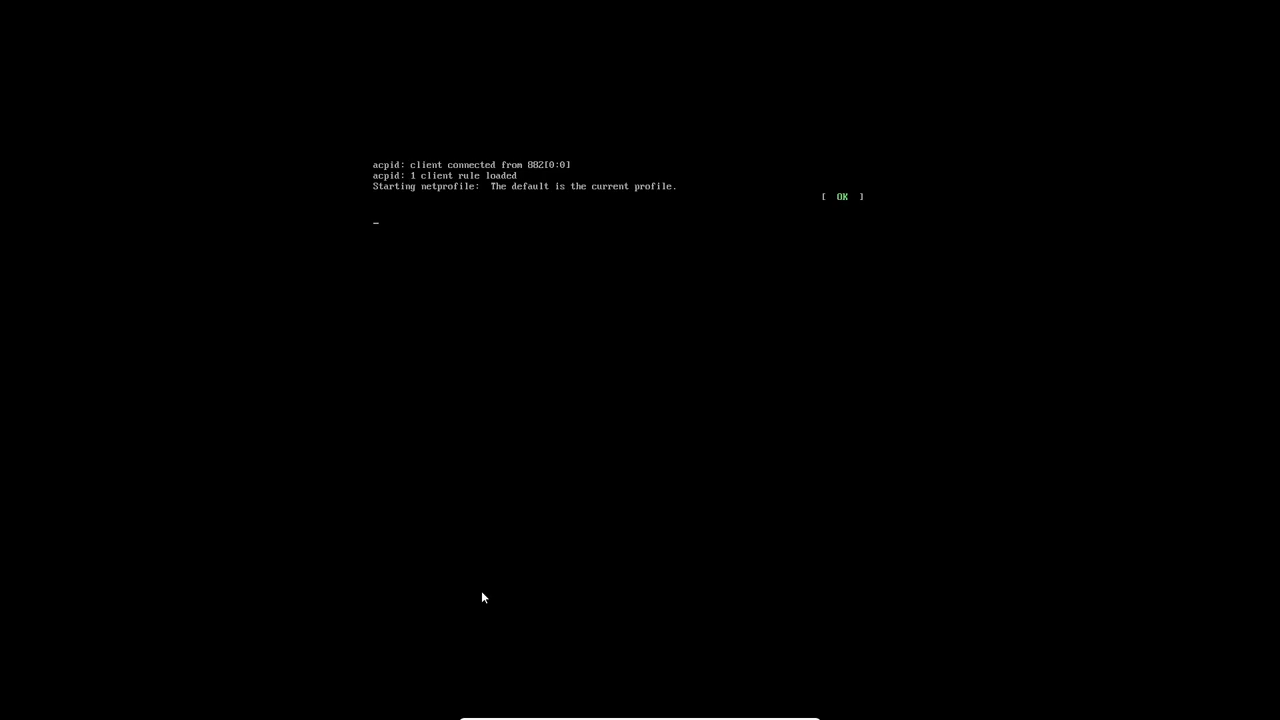 acpid: client connected from 882[0:0]
acpid: 1 client rule loaded
Starting netprofile:  The default is the current profile.
[  OK  ]
_